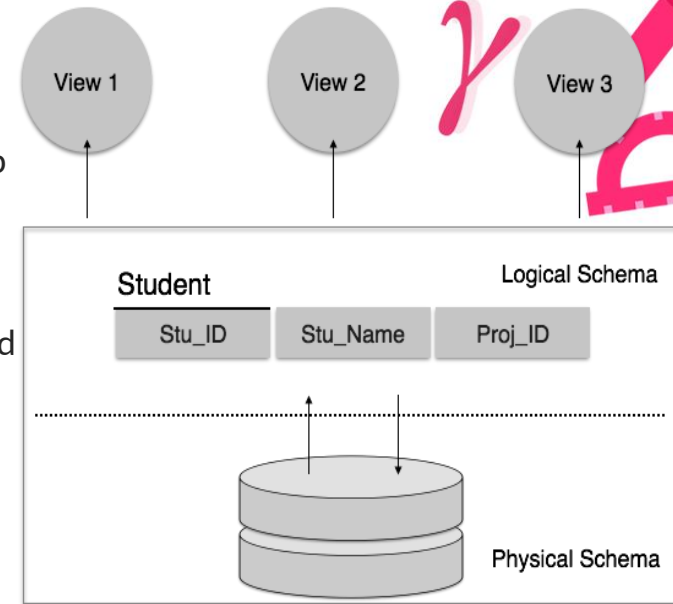 View 1
View 2
γ
View 3
Logical Schema
Student
Stu_ID
Stu_Name
Proj_ID
d
Physical Schema